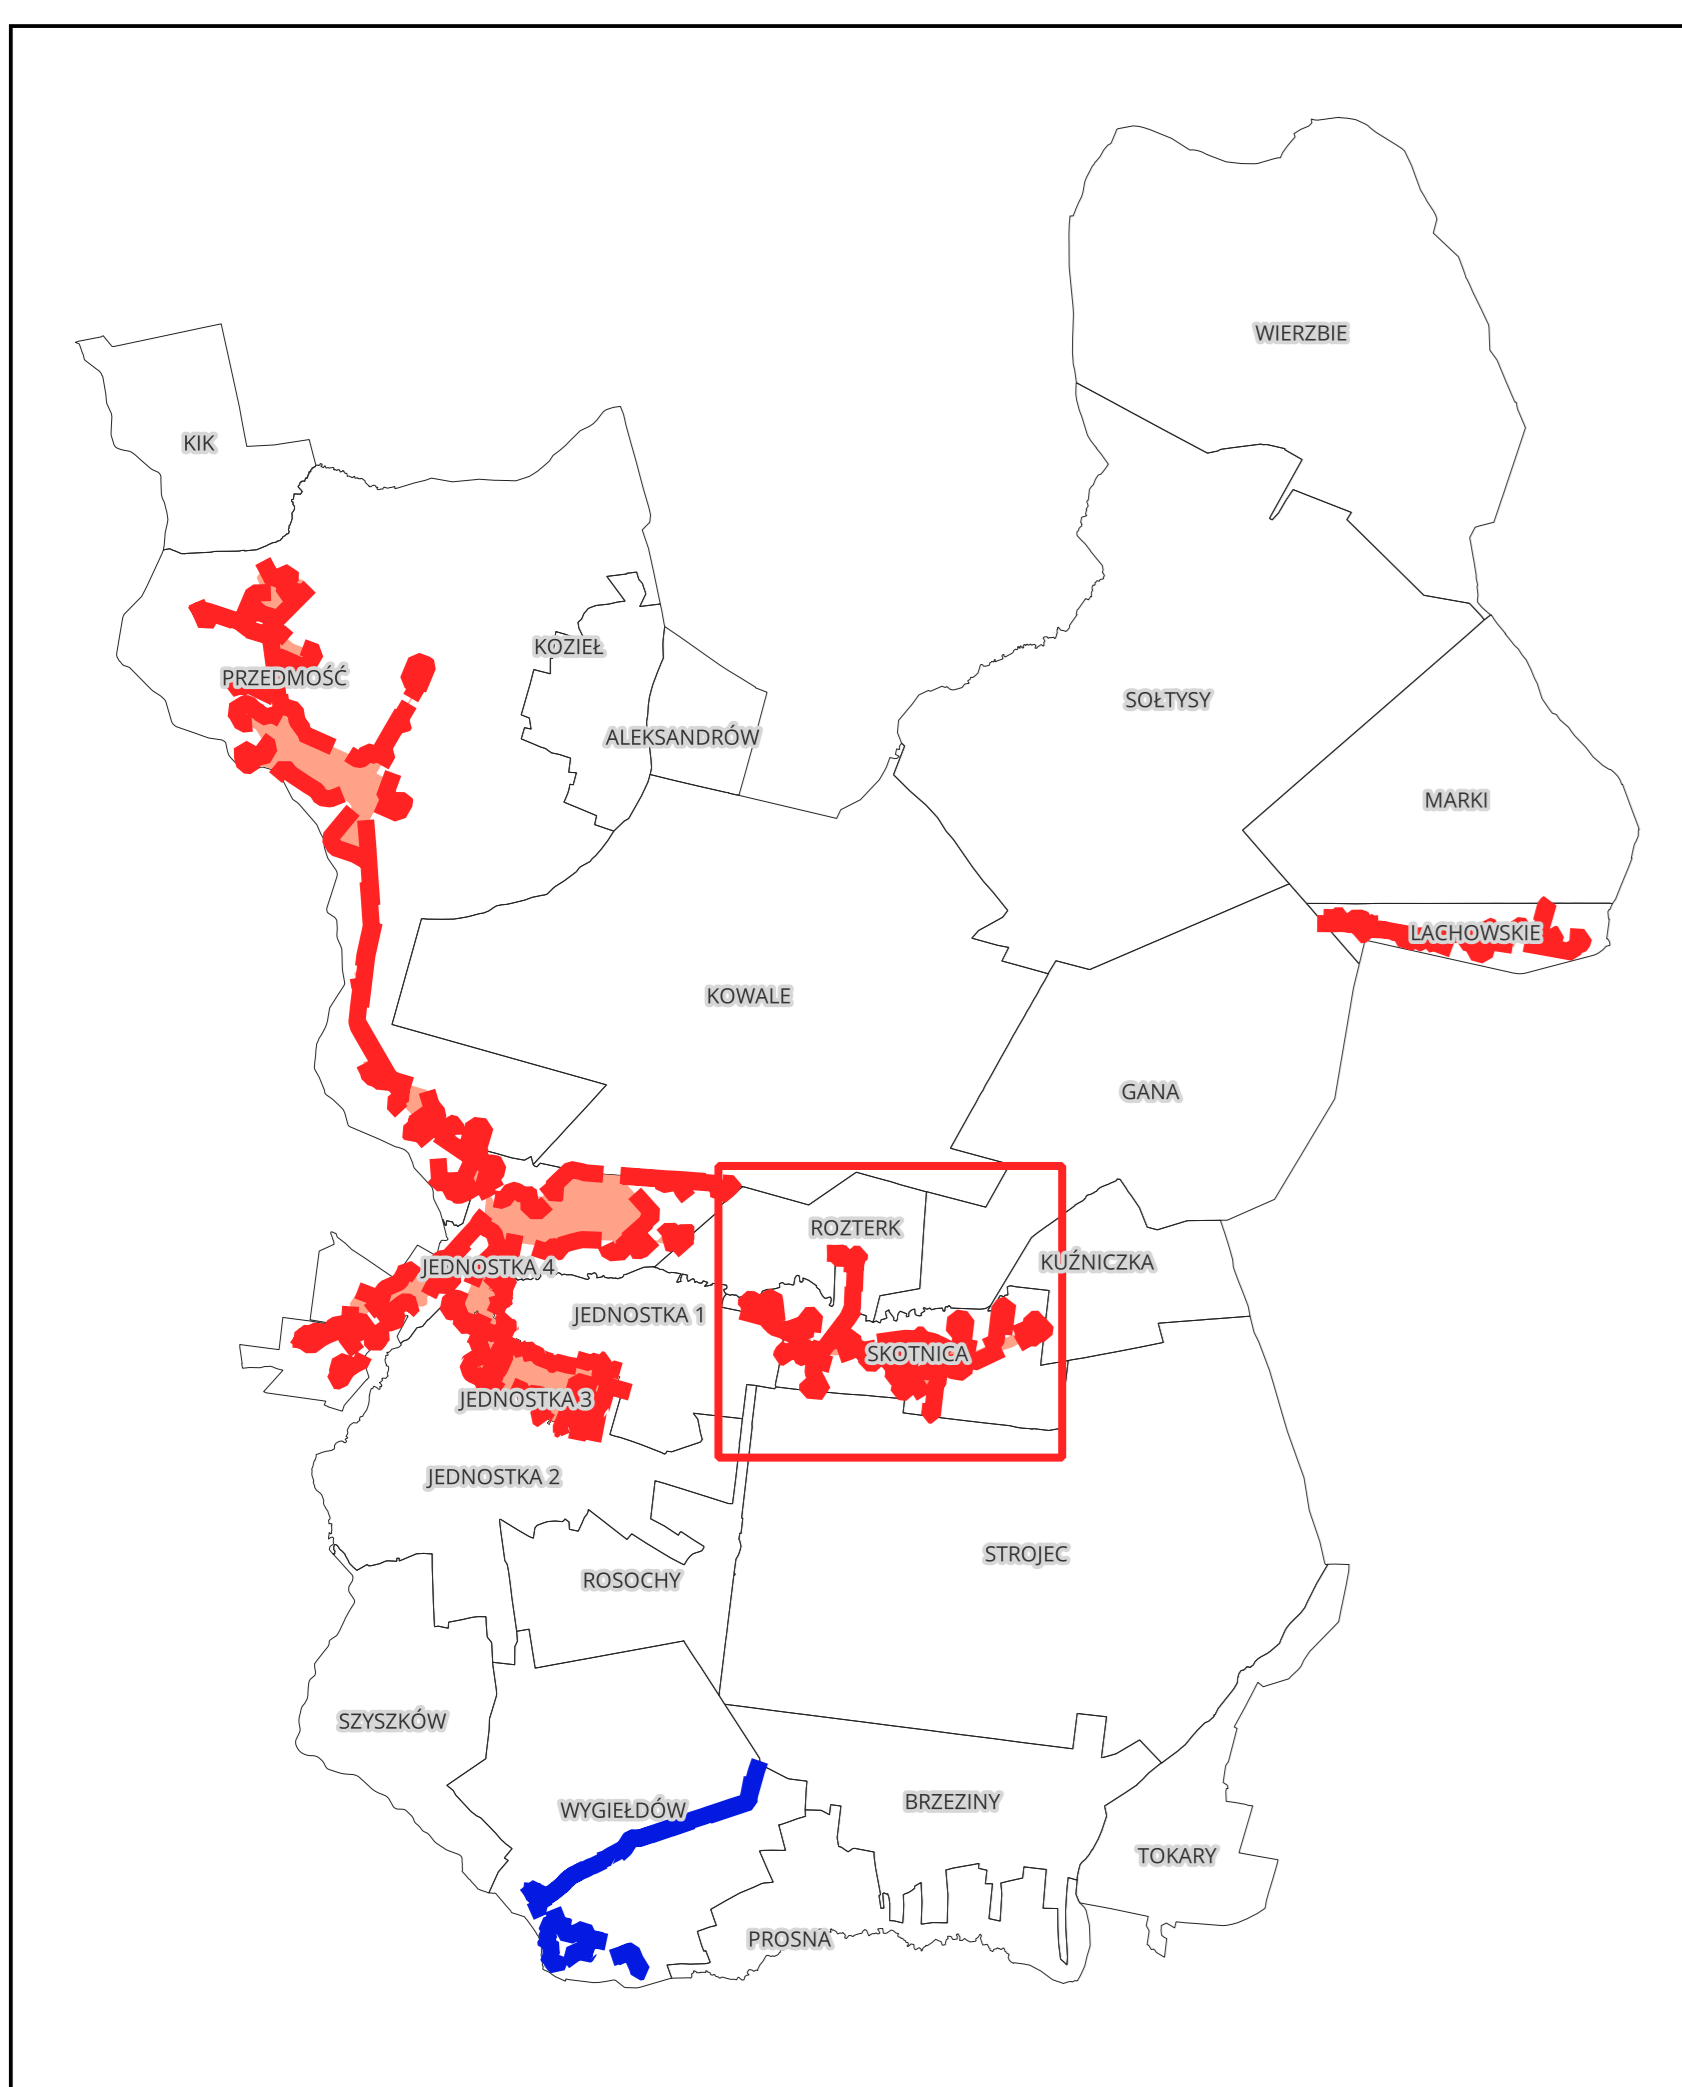 WIERZBIE
KIK
KOZIEŁ
PRZEDMOŚĆ
SOŁTYSY
ALEKSANDRÓW
MARKI
LACHOWSKIE
KOWALE
GANA
ROZTERK
KUŹNICZKA
JEDNOSTKA 4
JEDNOSTKA 1
SKOTNICA
JEDNOSTKA 3
JEDNOSTKA 2
STROJEC
ROSOCHY
SZYSZKÓW
BRZEZINY
WYGIEŁDÓW
TOKARY
PROSNA